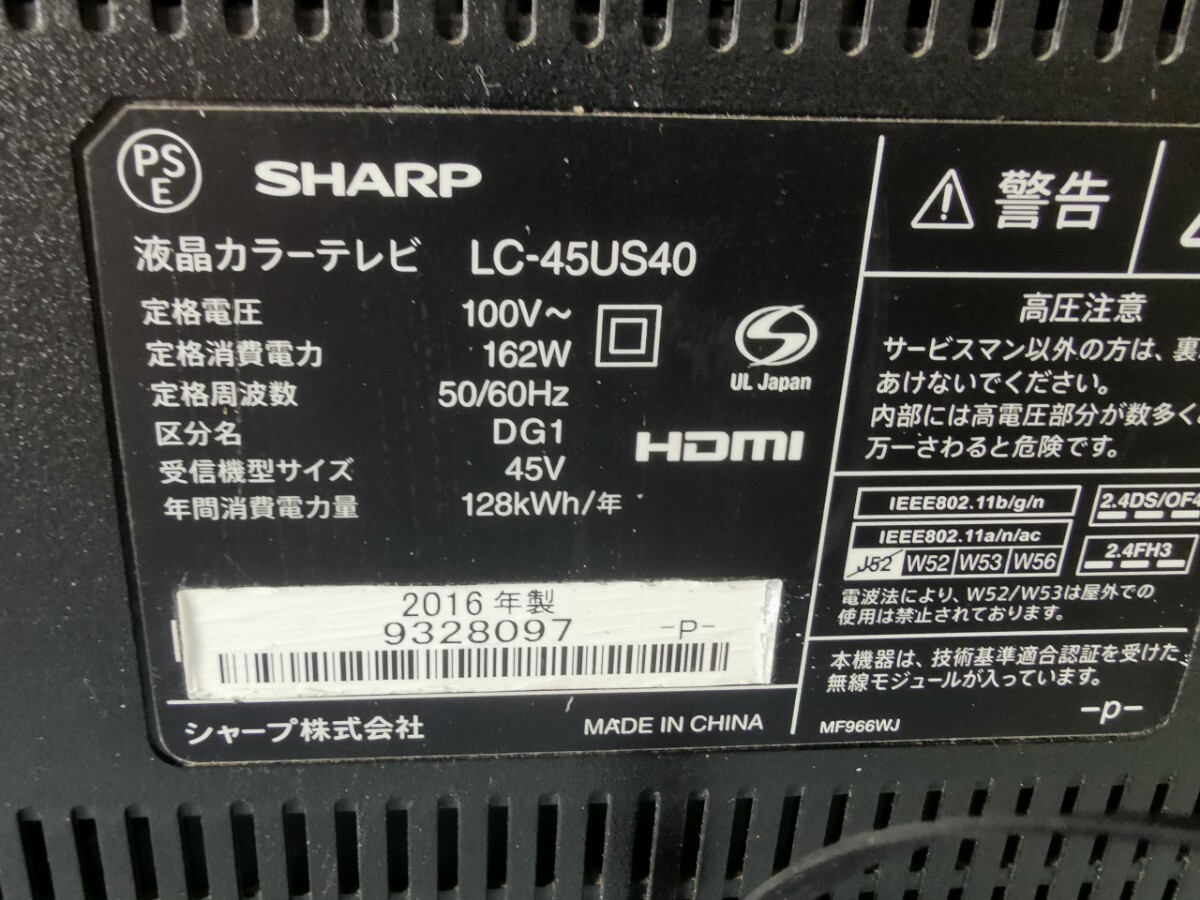 PSE
SHARP
液晶カラーテレビ LC-45US40
定格電圧 100V～
定格消費電力 162W
定格周波数 50/60Hz
区分名 DG1
受信機型サイズ 45V
年間消費電力量 128kWh/年
S
UL Japan
HDMI
2016年製
9328097 -P-
シャープ株式会社 MADE IN CHINA
警告
高圧注意
サービスマン以外の方は、裏
あけないでください。
内部には高電圧部分が数多く
万一さわると危険です。
IEEE802.11b/g/n
IEEE802.11a/n/ac
J52 W52 W53 W56
2.4DS/OF4
2.4FH3
電波法により、W52/W53は屋外での
使用は禁止されております。
本機器は、技術基準適合認証を受けた
無線モジュールが入っています。
MF966WJ -P-